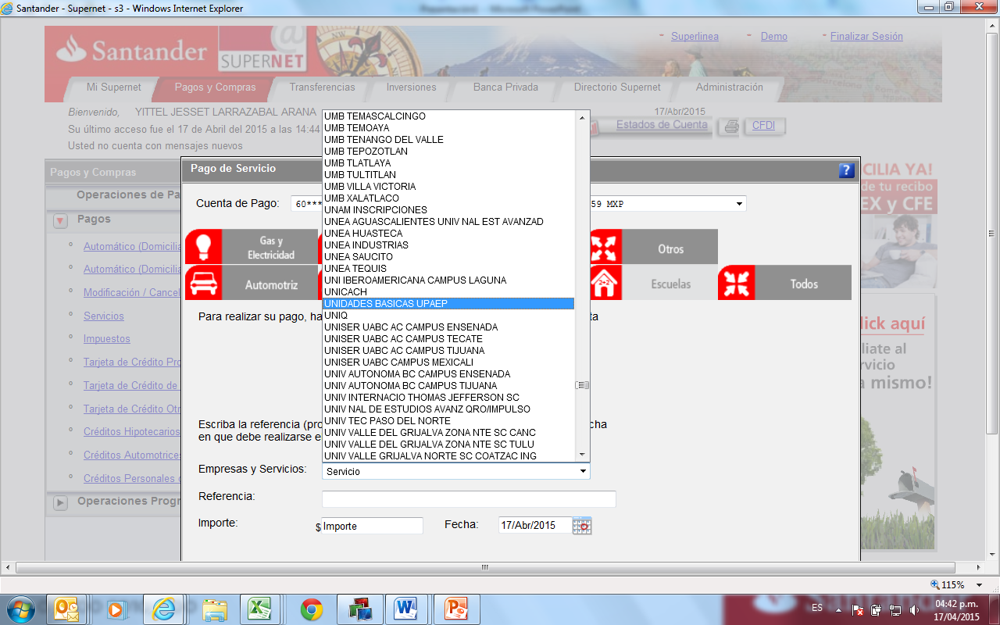 Santander - Supernet - s3 - Windows Internet Explorer
Santander
@
SUPERNET
Superlinea
Demo
Finalizar Sesión
Mi Supernet
Pagos y Compras
Transferencias
Inversiones
Banca Privada
Directorio Supernet
Administración
Bienvenido, YITTEL JESSET LARRAZABAL ARANA
17/Abr/2015
Su último acceso fue el 17 de Abril del 2015 a las 14:44
Usted no cuenta con mensajes nuevos
Estados de Cuenta
CFDI
Pagos y Compras
Operaciones de Pa
Pagos
Automático (Domicilia
Automático (Domicilia
Modificación / Cancel
Servicios
Impuestos
Tarjeta de Crédito Pro
Tarjeta de Crédito de
Tarjeta de Crédito Otr
Créditos Hipotecarios
Créditos Automotrices
Créditos Personales
Operaciones Progr
Pago de Servicio
?
Cuenta de Pago:
60***
59 MXP
Gas y
Electricidad
Otros
Automotriz
2+2
Escuelas
Todos
Para realizar su pago, ha
ta
Escriba la referencia (pro
cha
en que debe realizarse e
UMB TEMASCALCINGO
UMB TEMOAYA
UMB TENANGO DEL VALLE
UMB TEPOZOTLAN
UMB TLATLAYA
UMB TULTITLAN
UMB VILLA VICTORIA
UMB XALATLACO
UNAM INSCRIPCIONES
UNEA AGUASCALIENTES UNIV NAL EST AVANZAD
UNEA HUASTECA
UNEA INDUSTRIAS
UNEA SAUCITO
UNEA TEQUIS
UNI IBEROAMERICANA CAMPUS LAGUNA
UNICACH
UNIDADES BASICAS UPAEP
UNIQ
UNISER UABC AC CAMPUS ENSENADA
UNISER UABC AC CAMPUS TECATE
UNISER UABC AC CAMPUS TIJUANA
UNISER UABC CAMPUS MEXICALI
UNIV AUTONOMA BC CAMPUS ENSENADA
UNIV AUTONOMA BC CAMPUS TIJUANA
UNIV INTERNACIO THOMAS JEFFERSON SC
UNIV NAL DE ESTUDIOS AVANZ QRO/IMPULSO
UNIV TEC PASO DEL NORTE
UNIV VALLE DEL GRIJALVA ZONA NTE SC CANC
UNIV VALLE DEL GRIJALVA ZONA NTE SC TULU
UNIV VALLE GRIJALVA NORTE SC COATZAC ING
Empresas y Servicios:
Servicio
Referencia:
Importe:
$
Importe
Fecha:
17/Abr/2015
CILIA YA!
de tu recibo
EX y CFE
lick aquí
liate al
rvicio
a mismo!
115%
ES
04:42 p.m.
17/04/2015